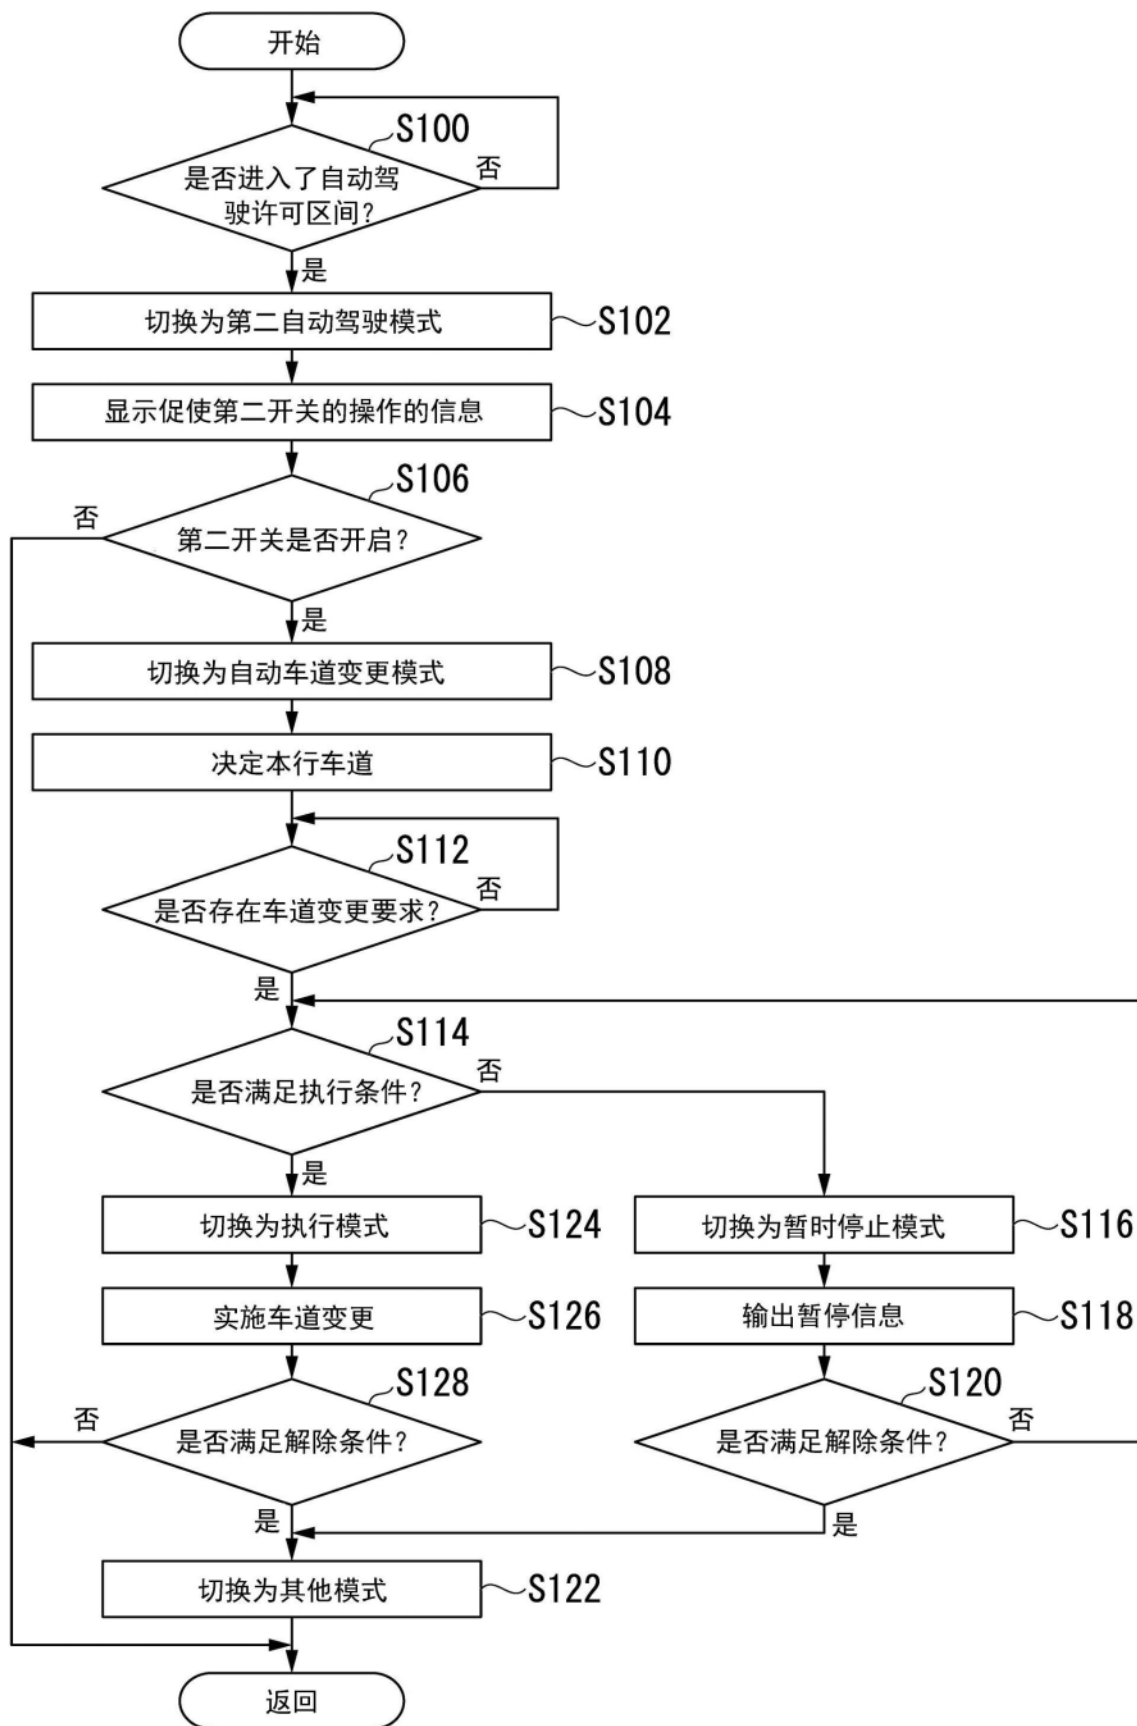 开始
S100
是否进入了自动驾
驶许可区间?
否
是
切换为第二自动驾驶模式
S102
显示促使第二开关的操作的信息
S104
S106
否
第二开关是否开启?
是
切换为自动车道变更模式
S108
决定本行车道
S110
S112
否
是否存在车道变更要求?
是
S114
否
是否满足执行条件?
是
切换为执行模式
S124
切换为暂时停止模式
S116
实施车道变更
S126
输出暂停信息
S118
S128
否
是否满足解除条件?
是
S120
否
是否满足解除条件?
是
切换为其他模式
S122
返回